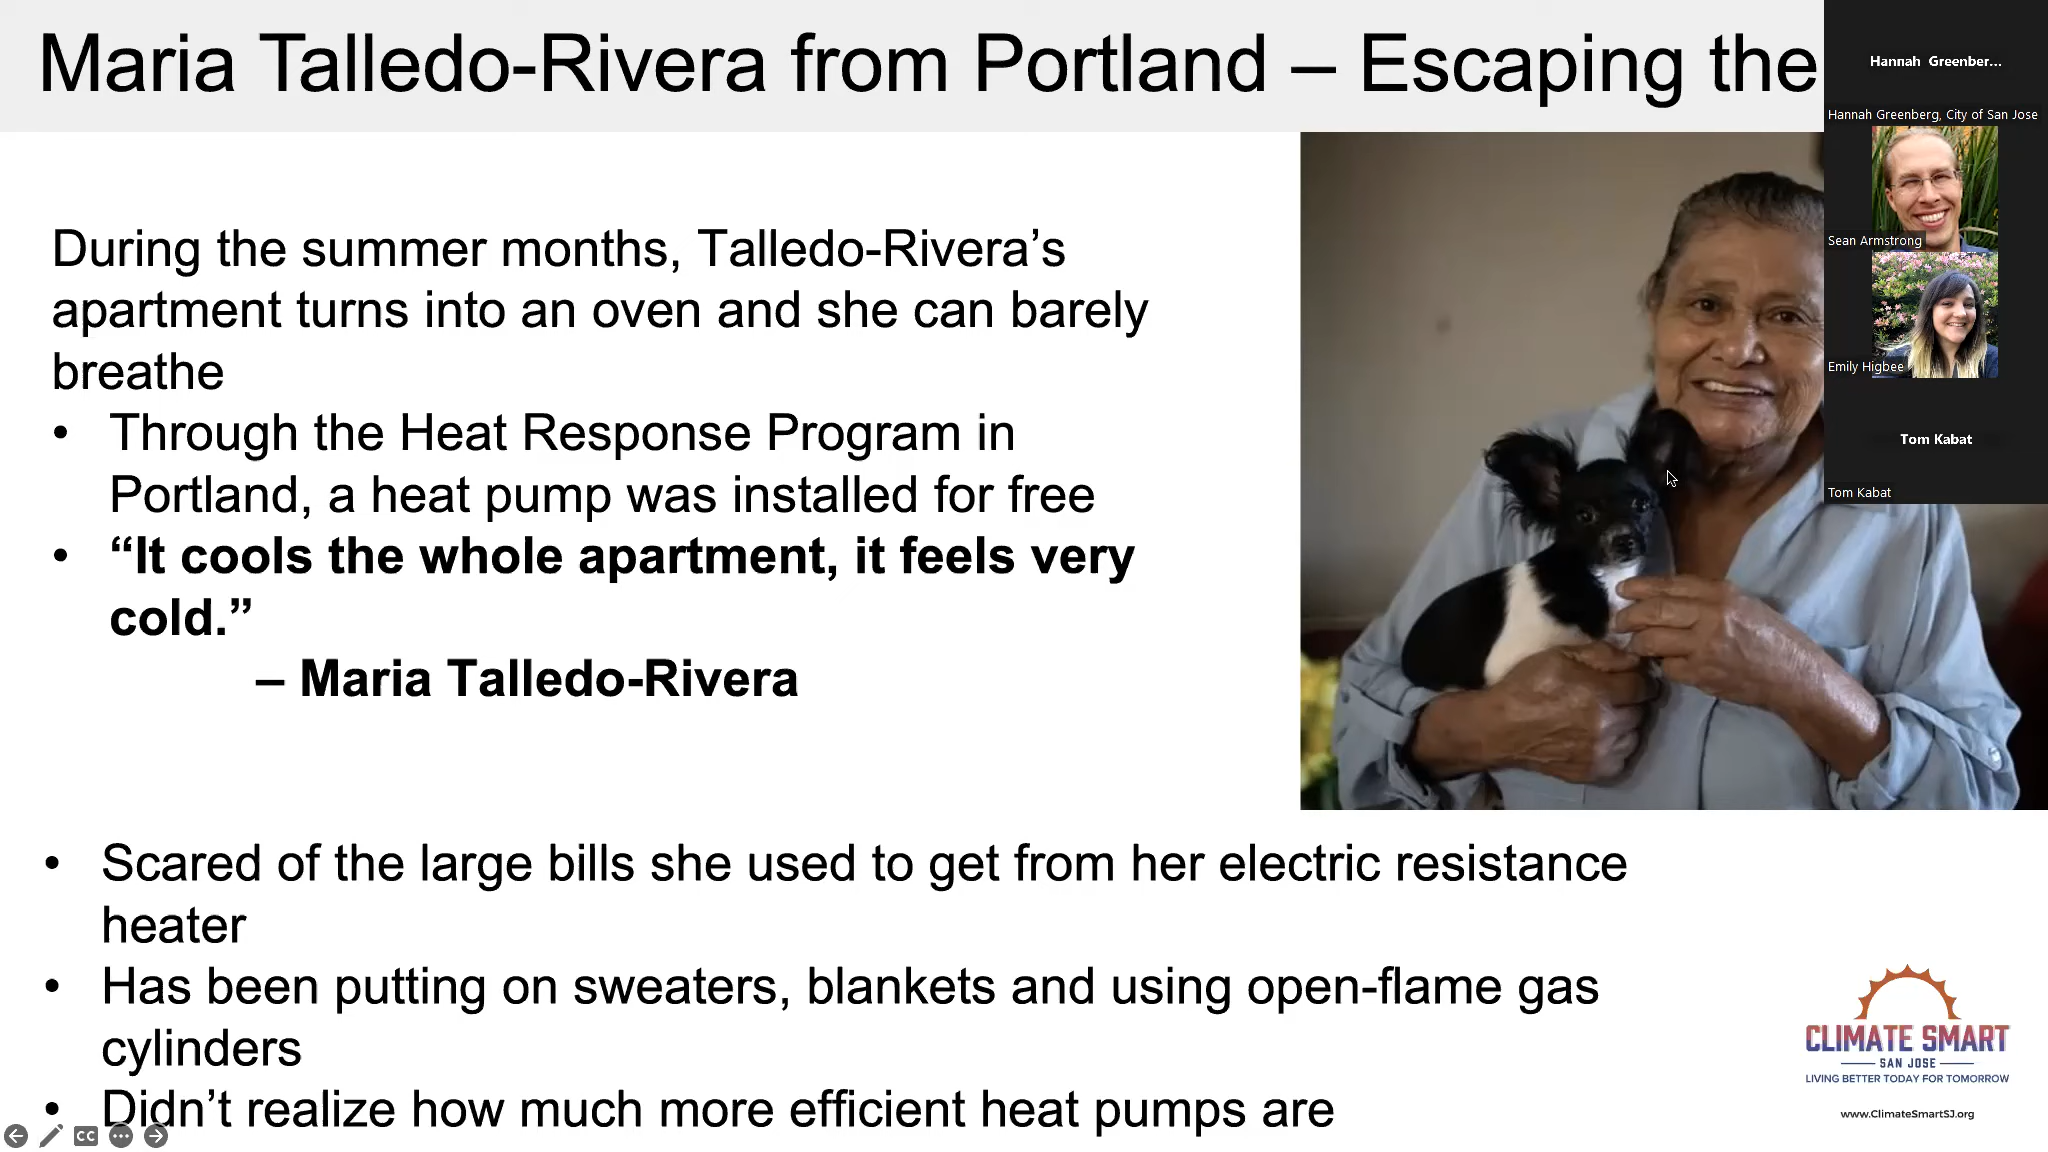 Maria Talledo-Rivera from Portland – Escaping the
During the summer months, Talledo-Rivera’s
apartment turns into an oven and she can barely
breathe
• Through the Heat Response Program in
Portland, a heat pump was installed for free
• “It cools the whole apartment, it feels very
cold.”
– Maria Talledo-Rivera
• Scared of the large bills she used to get from her electric resistance
heater
• Has been putting on sweaters, blankets and using open-flame gas
cylinders
• Didn’t realize how much more efficient heat pumps are
Hannah Greenber...
Hannah Greenberg, City of San Jose
Sean Armstrong
Emily Higbee
Tom Kabat
Tom Kabat
CLIMATE SMART
SAN JOSE
LIVING BETTER TODAY FOR TOMORROW
www.ClimateSmartSJ.org
CC